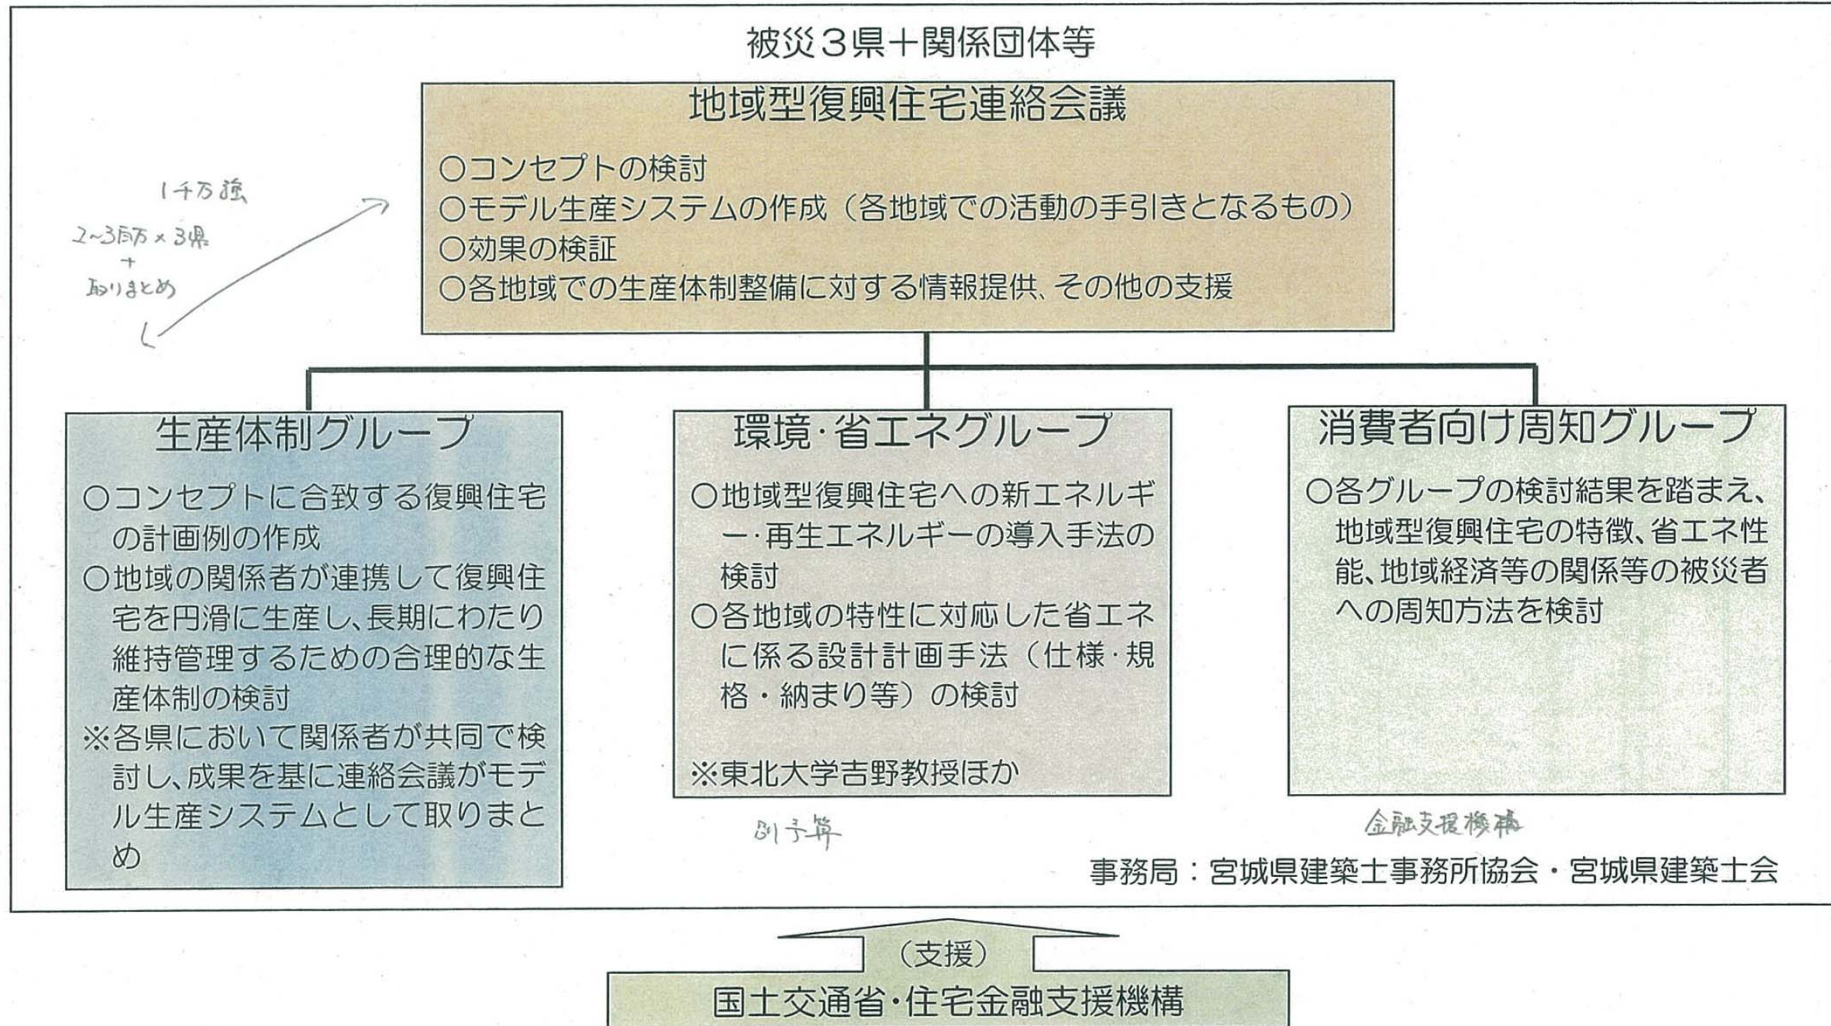 被災３県＋関係団体等
地域型復興住宅連絡会議
○コンセプトの検討
○モデル生産システムの作成（各地域での活動の手引きとなるもの）
○効果の検証
○各地域での生産体制整備に対する情報提供、その他の支援
1千万強
2~3百万×3県
+
取りまとめ
生産体制グループ
○コンセプトに合致する復興住宅
の計画例の作成
○地域の関係者が連携して復興住
宅を円滑に生産し、長期にわたり
維持管理するための合理的な生
産体制の検討
※各県において関係者が共同で検
討し、成果を基に連絡会議がモデ
ル生産システムとして取りまと
め
環境・省エネグループ
○地域型復興住宅への新エネルギ
ー・再生エネルギーの導入手法の
検討
○各地域の特性に対応した省エネ
に係る設計計画手法（仕様・規
格・納まり等）の検討
※東北大学吉野教授ほか
別予算
消費者向け周知グループ
○各グループの検討結果を踏まえ、
地域型復興住宅の特徴、省エネ性
能、地域経済等の関係等の被災者
への周知方法を検討
金融支援機構
事務局：宮城県建築士事務所協会・宮城県建築士会
（支援）
国土交通省・住宅金融支援機構